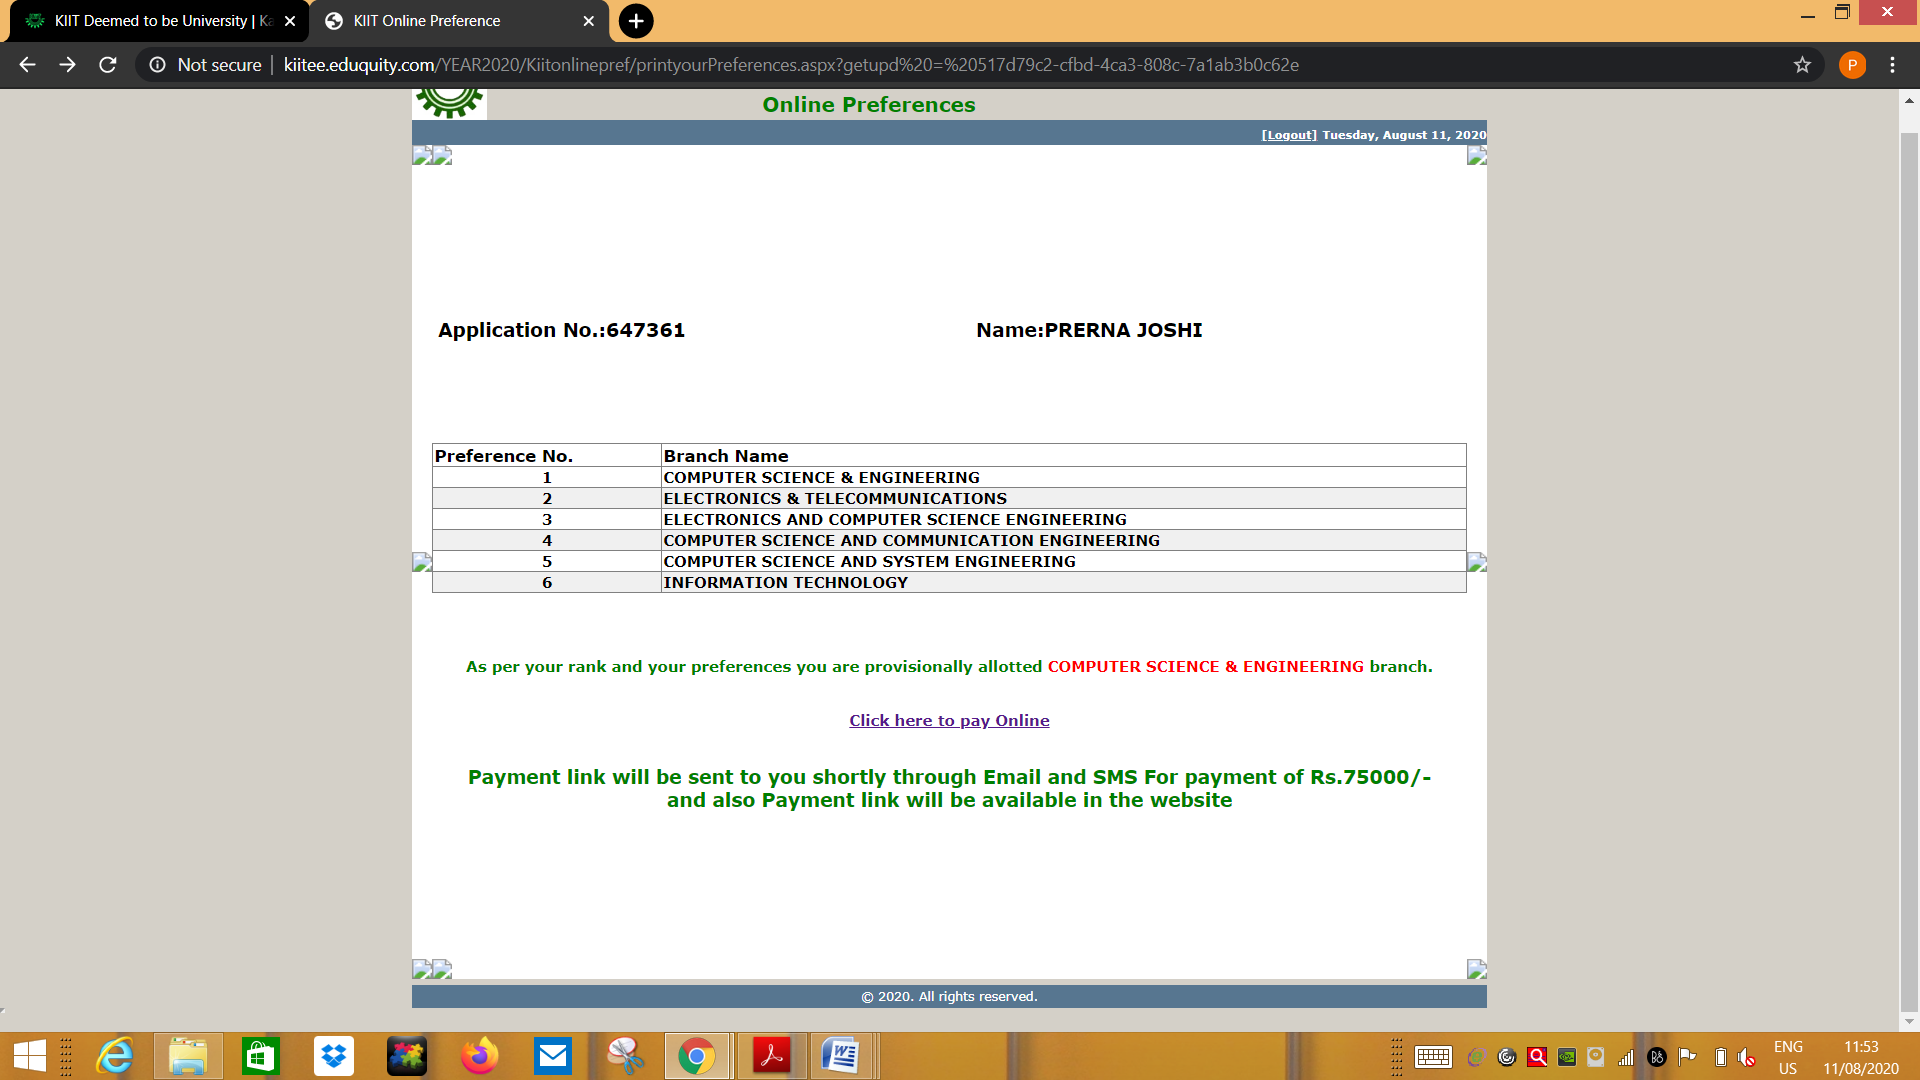 KIIT Deemed to be University | Ka
KIIT Online Preference
Not secure | kiitee.eduquity.com/YEAR2020/Kiitonlinepref/printyourPreferences.aspx?getupd%20=%20517d79c2-cfbd-4ca3-808c-7a1ab3b0c62e
P
Online Preferences
[Logout] Tuesday, August 11, 2020
Application No.:647361 Name:PRERNA JOSHI
Preference No. Branch Name
1 COMPUTER SCIENCE & ENGINEERING
2 ELECTRONICS & TELECOMMUNICATIONS
3 ELECTRONICS AND COMPUTER SCIENCE ENGINEERING
4 COMPUTER SCIENCE AND COMMUNICATION ENGINEERING
5 COMPUTER SCIENCE AND SYSTEM ENGINEERING
6 INFORMATION TECHNOLOGY
As per your rank and your preferences you are provisionally allotted COMPUTER SCIENCE & ENGINEERING branch.
Click here to pay Online
Payment link will be sent to you shortly through Email and SMS For payment of Rs.75000/-
and also Payment link will be available in the website
© 2020. All rights reserved.
ENG 11:53
US 11/08/2020